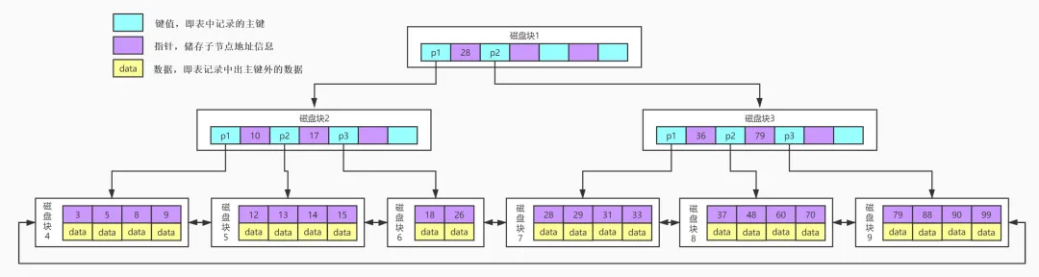 键值，即表中记录的主键
指针，储存子节点地址信息
data 数据，即表记录中出主键外的数据
磁盘块1
p1 28 p2
磁盘块2
p1 10 p2 17 p3
磁盘块3
p1 36 p2 79 p3
磁盘块4
3 5 8 9
data data data data
磁盘块5
12 13 14 15
data data data data
磁盘块6
18 26
data data
磁盘块7
28 29 31 33
data data data data
磁盘块8
37 48 60 70
data data data data
磁盘块9
79 88 90 99
data data data data